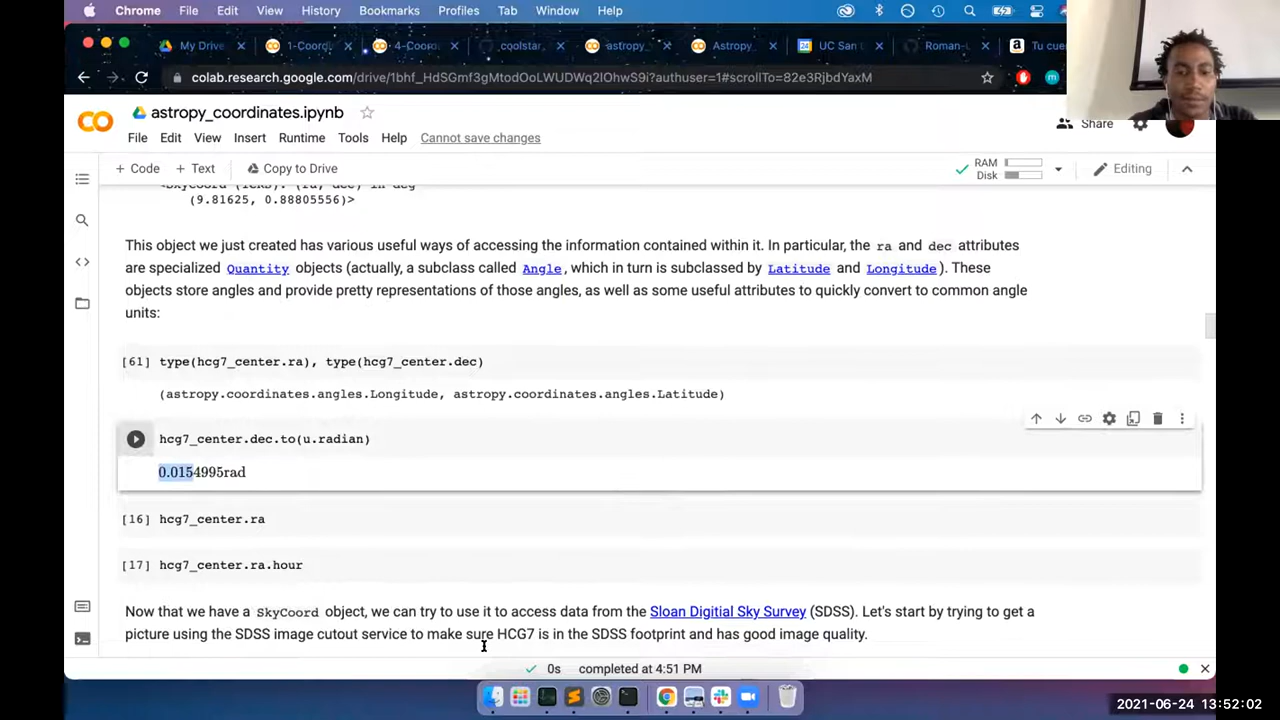 Chrome File Edit View History Bookmarks Profiles Tab Window Help
My Drive 1-Coordi 4-Coord coolstar_ astropy_ Astropy_ UC San Roman- Tu cuen
colab.research.google.com/drive/1bhf_HdSGmf3gMtodOoLWUDWq2lOhwS9i?authuser=1#scrollTo=82e3RjbdYaxM
astropy_coordinates.ipynb
Share
File Edit View Insert Runtime Tools Help Cannot save changes
+ Code + Text Copy to Drive
RAM
Disk
Editing
<SkyCoord (ICRS): (ra, dec) in deg
(9.81625, 0.88805556)>
This object we just created has various useful ways of accessing the information contained within it. In particular, the ra and dec attributes
are specialized Quantity objects (actually, a subclass called Angle, which in turn is subclassed by Latitude and Longitude). These
objects store angles and provide pretty representations of those angles, as well as some useful attributes to quickly convert to common angle
units:
[61] type(hcg7_center.ra), type(hcg7_center.dec)
(astropy.coordinates.angles.Longitude, astropy.coordinates.angles.Latitude)
hcg7_center.dec.to(u.radian)
0.0154995rad
[16] hcg7_center.ra
[17] hcg7_center.ra.hour
Now that we have a SkyCoord object, we can try to use it to access data from the Sloan Digitial Sky Survey (SDSS). Let's start by trying to get a
picture using the SDSS image cutout service to make sure HCG7 is in the SDSS footprint and has good image quality.
0s completed at 4:51 PM
2021-06-24 13:52:02